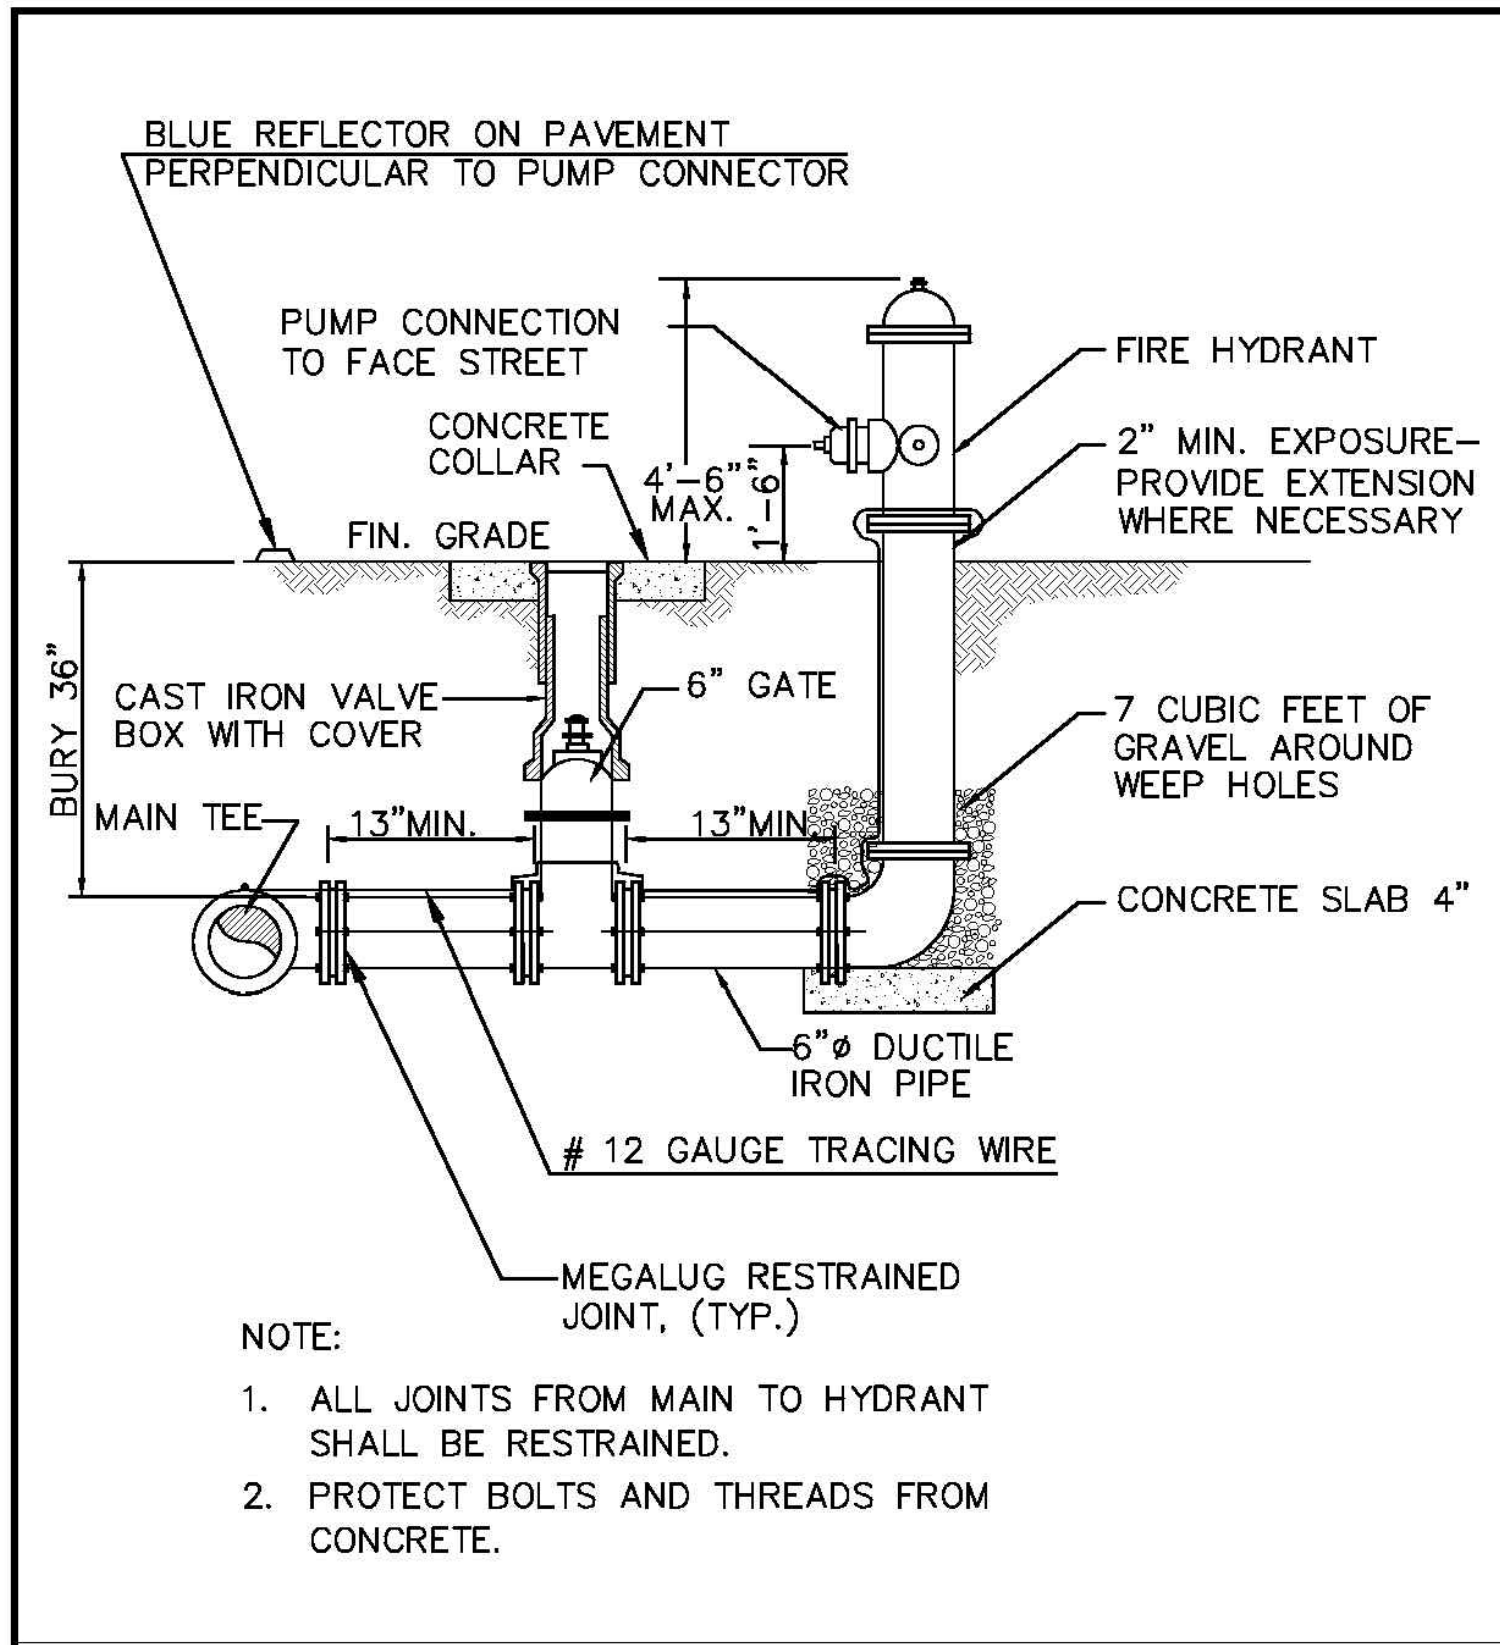 BLUE REFLECTOR ON PAVEMENT
PERPENDICULAR TO PUMP CONNECTOR
PUMP CONNECTION
TO FACE STREET
FIRE HYDRANT
CONCRETE
COLLAR
2" MIN. EXPOSURE–
PROVIDE EXTENSION
WHERE NECESSARY
4'–6"
MAX.
1'–6"
FIN. GRADE
BURY 36"
CAST IRON VALVE
BOX WITH COVER
6" GATE
7 CUBIC FEET OF
GRAVEL AROUND
WEEP HOLES
MAIN TEE
13"MIN.
13"MIN.
CONCRETE SLAB 4"
6"ø DUCTILE
IRON PIPE
# 12 GAUGE TRACING WIRE
MEGALUG RESTRAINED
JOINT, (TYP.)
NOTE:
1. ALL JOINTS FROM MAIN TO HYDRANT
SHALL BE RESTRAINED.
2. PROTECT BOLTS AND THREADS FROM
CONCRETE.